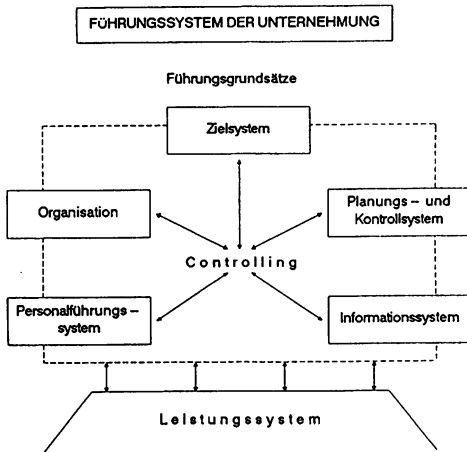 FÜHRUNGSSYSTEM DER UNTERNEHMUNG
Führungsgrundsätze
Zielsystem
Organisation
Planungs – und
Kontrollsystem
Controlling
Personalführungs –
system
Informationssystem
Leistungssystem